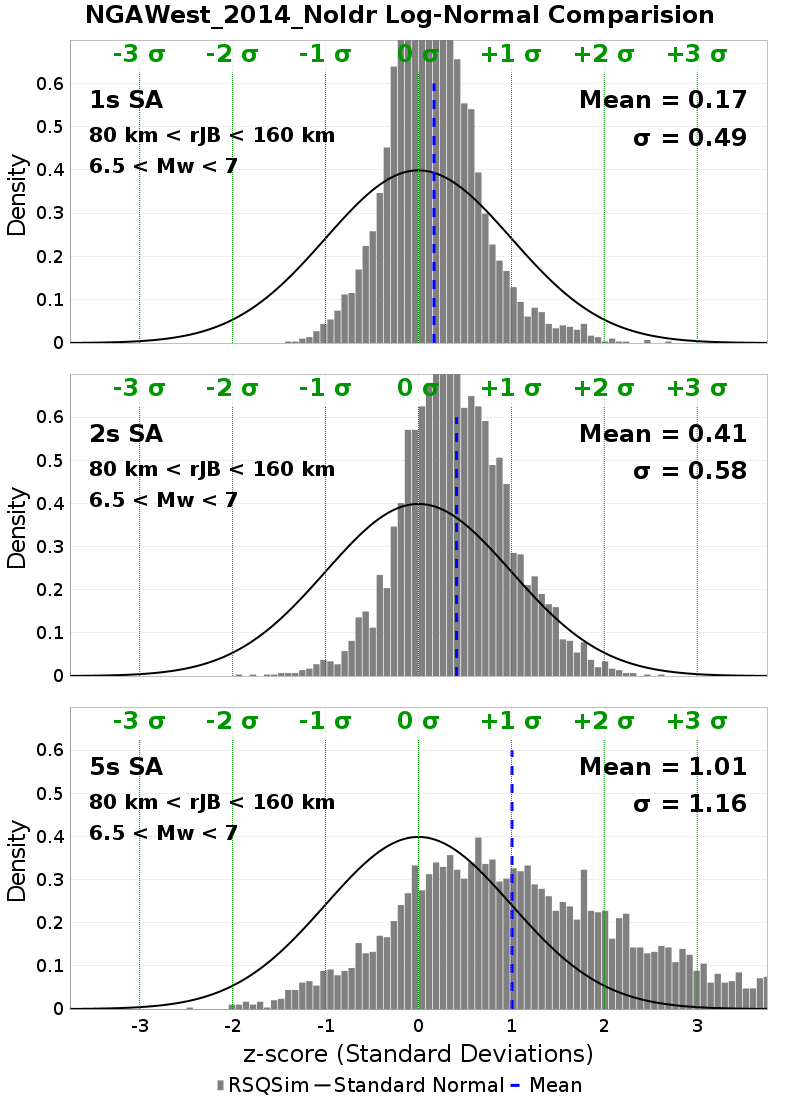 NGAWest_2014_NoIdr Log-Normal Comparision
-3 σ -2 σ -1 σ 0 σ +1 σ +2 σ +3 σ
1s SA
80 km < rJB < 160 km
6.5 < Mw < 7
Mean = 0.17
σ = 0.49
Density
0.6
0.5
0.4
0.3
0.2
0.1
0
-3 σ -2 σ -1 σ 0 σ +1 σ +2 σ +3 σ
2s SA
80 km < rJB < 160 km
6.5 < Mw < 7
Mean = 0.41
σ = 0.58
Density
0.6
0.5
0.4
0.3
0.2
0.1
0
-3 σ -2 σ -1 σ 0 σ +1 σ +2 σ +3 σ
5s SA
80 km < rJB < 160 km
6.5 < Mw < 7
Mean = 1.01
σ = 1.16
Density
0.6
0.5
0.4
0.3
0.2
0.1
0
-3 -2 -1 0 1 2 3
z-score (Standard Deviations)
RSQSim Standard Normal Mean